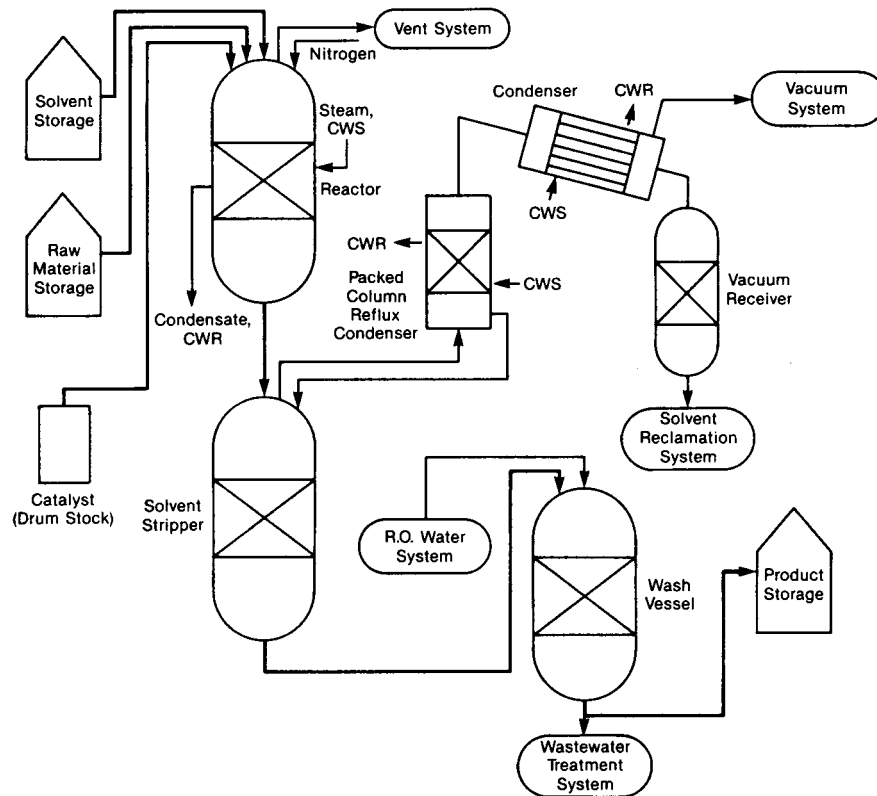 Vent System
Nitrogen
Solvent
Storage
Steam,
CWS
Reactor
Raw
Material
Storage
Condensate,
CWR
Catalyst
(Drum Stock)
Condenser
CWR
CWS
Vacuum
System
CWR
CWS
Packed
Column
Reflux
Condenser
Vacuum
Receiver
Solvent
Reclamation
System
Solvent
Stripper
R.O. Water
System
Wash
Vessel
Product
Storage
Wastewater
Treatment
System